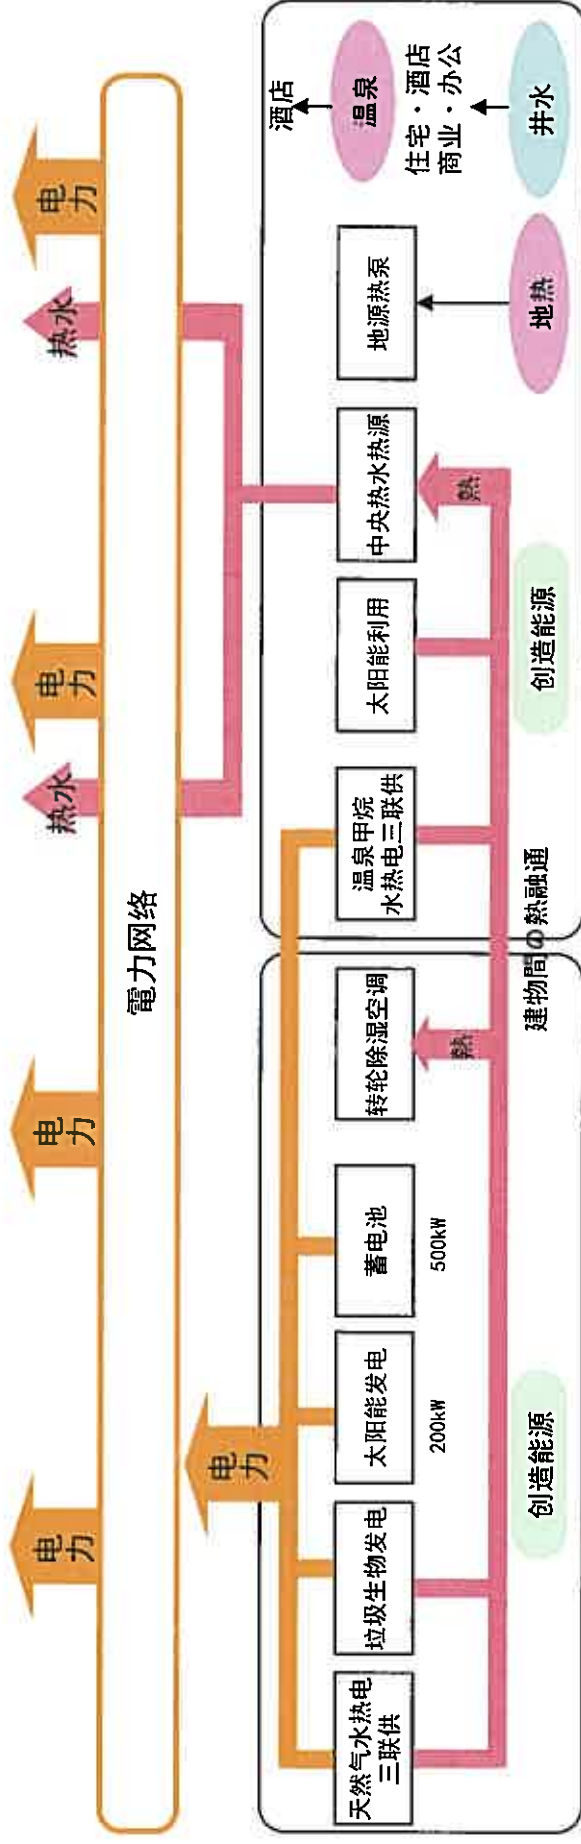 电力
电力
热水
电力
电力
热水
電力网络
电力
酒店
温泉
住宅・酒店
商业・办公
井水
天然气水热电
三联供
垃圾生物发电
太阳能发电
200kW
蓄电池
500kW
转轮除湿空调
温泉甲烷
水热电三联供
太阳能利用
中央热水热源
地源热泵
熱
熱
地热
建物間の熱融通
创造能源
创造能源